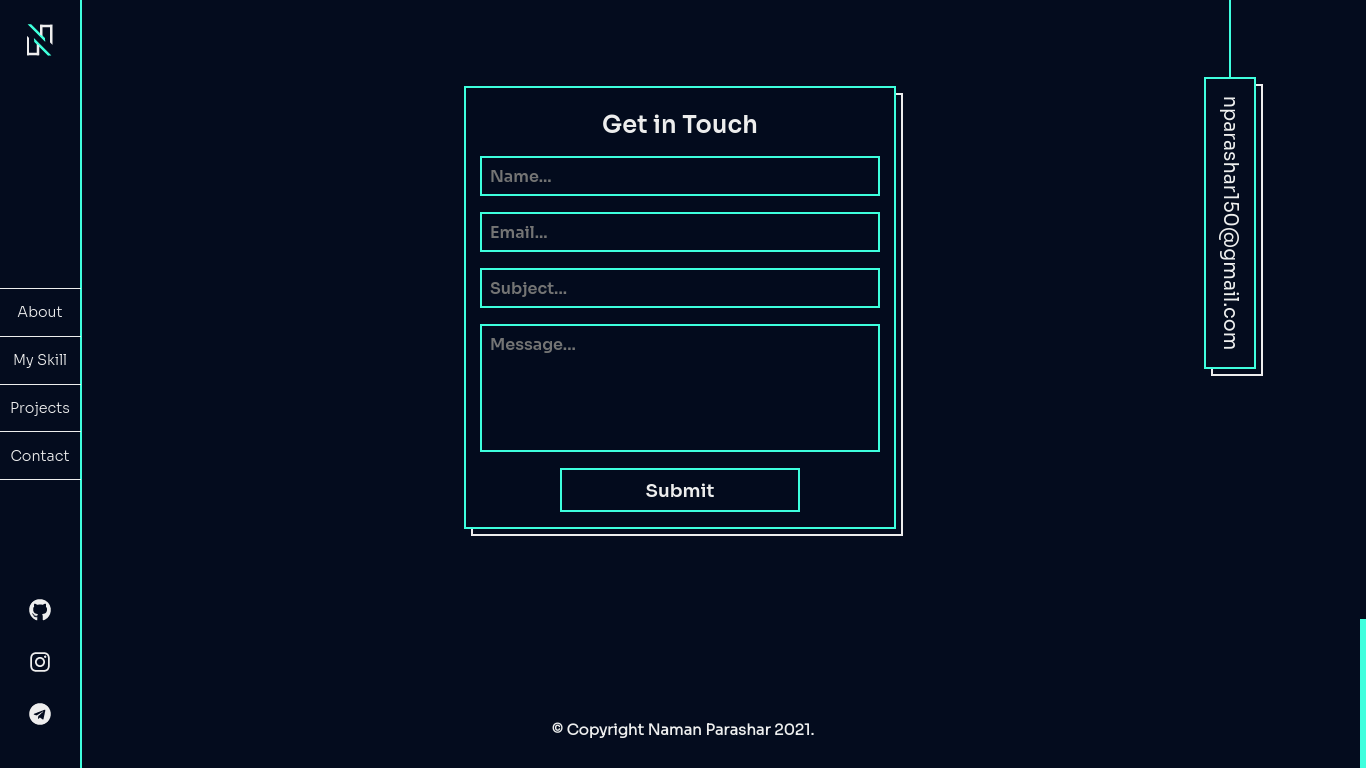 About
My Skill
Projects
Contact
Get in Touch
Name...
Email...
Subject...
Message...
Submit
nparashar150@gmail.com
© Copyright Naman Parashar 2021.